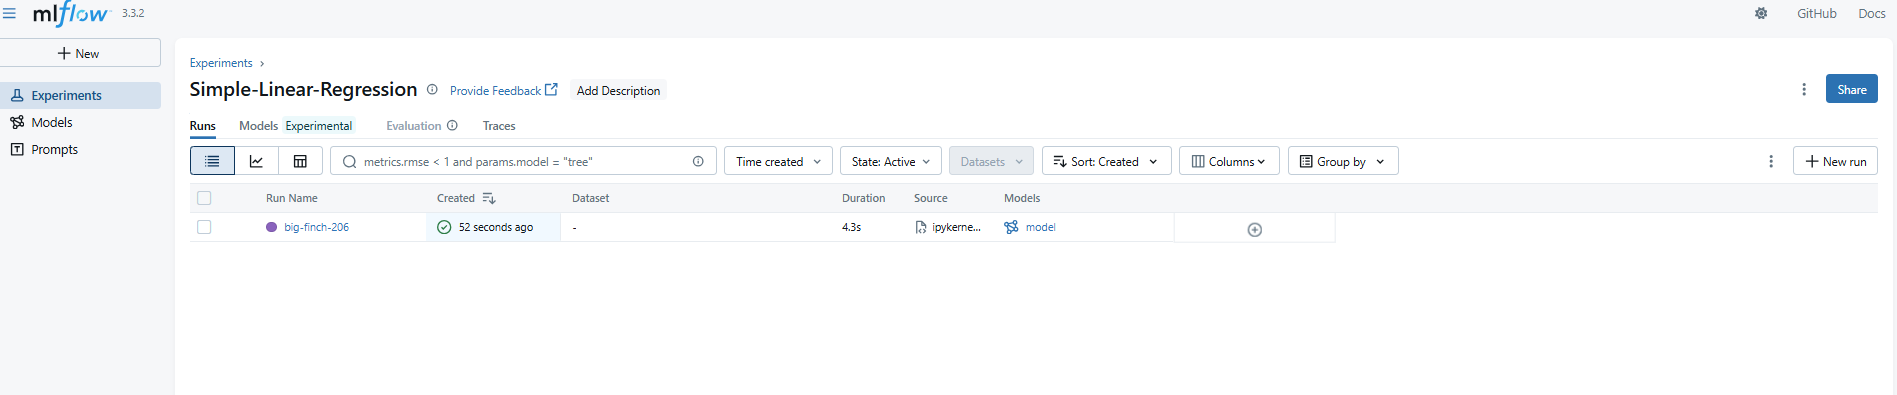 mlflow 3.3.2 GitHub Docs
New
Experiments
Models
Prompts
Experiments ›
Simple-Linear-Regression Provide Feedback Add Description Share
Runs Models Experimental Evaluation Traces
metrics.rmse < 1 and params.model = "tree" Time created State: Active Datasets Sort: Created Columns Group by New run
Run Name Created Dataset Duration Source Models
big-finch-206 52 seconds ago - 4.3s ipykerne... model